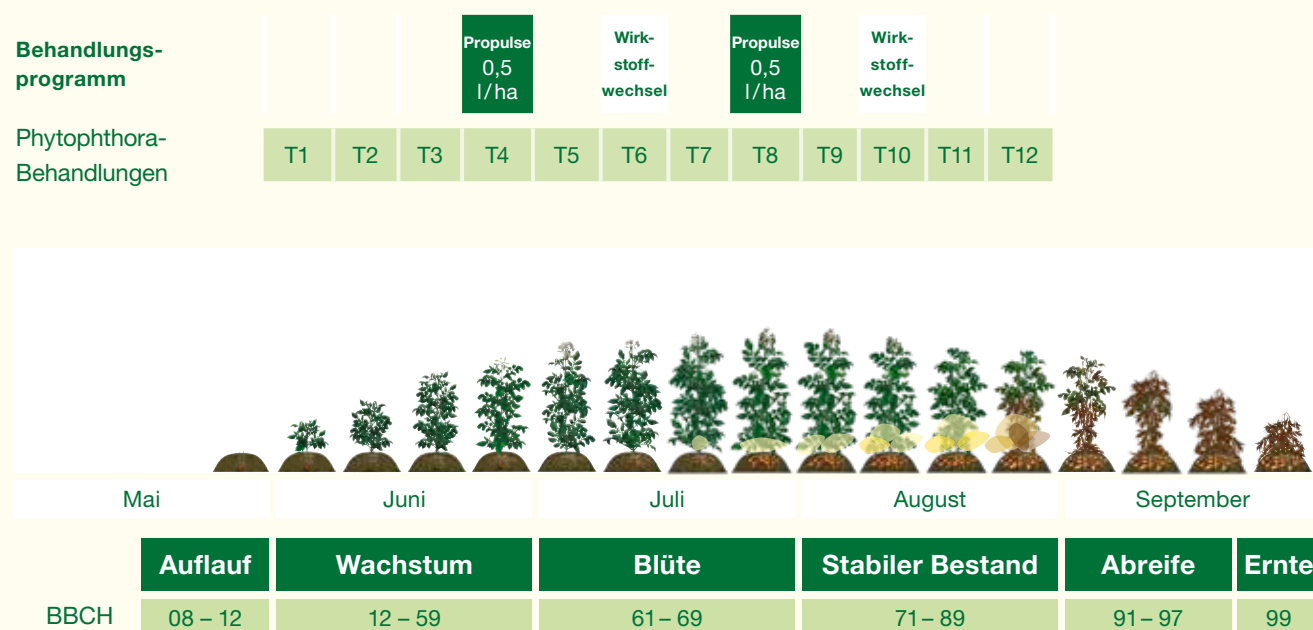 Behandlungs-
programm
Propulse
0,5
l/ha
Wirk-
stoff-
wechsel
Propulse
0,5
l/ha
Wirk-
stoff-
wechsel
Phytophthora-
Behandlungen
T1 T2 T3 T4 T5 T6 T7 T8 T9 T10 T11 T12
Mai Juni Juli August September
Auflauf Wachstum Blüte Stabiler Bestand Abreife Ernte
BBCH 08 – 12 12 – 59 61 – 69 71 – 89 91 – 97 99